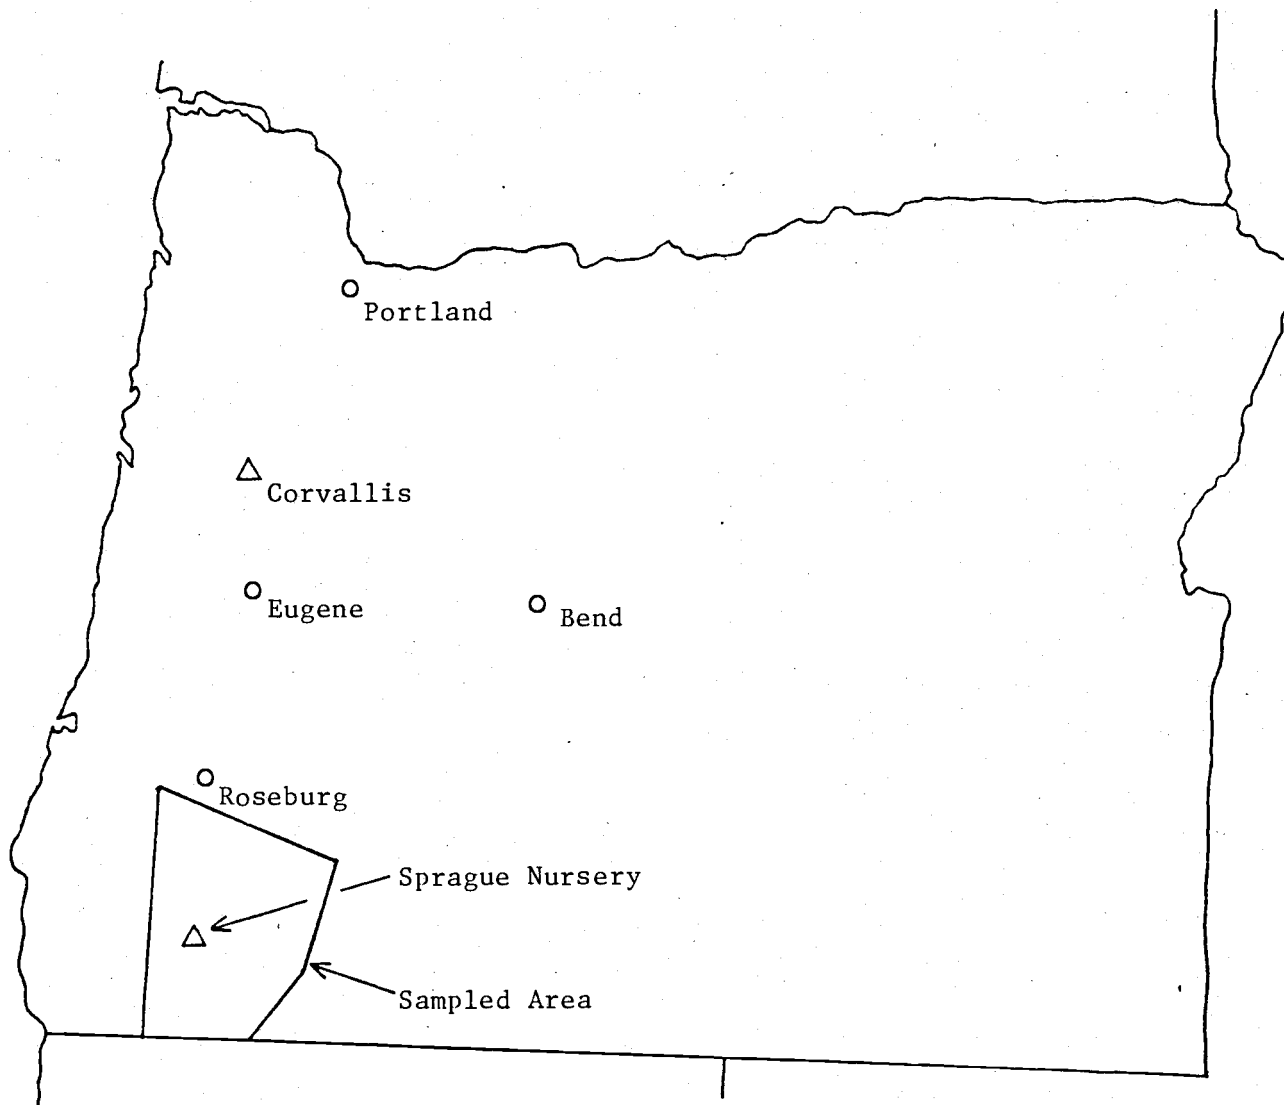 Portland
Corvallis
Eugene
Bend
Roseburg
Sprague Nursery
Sampled Area